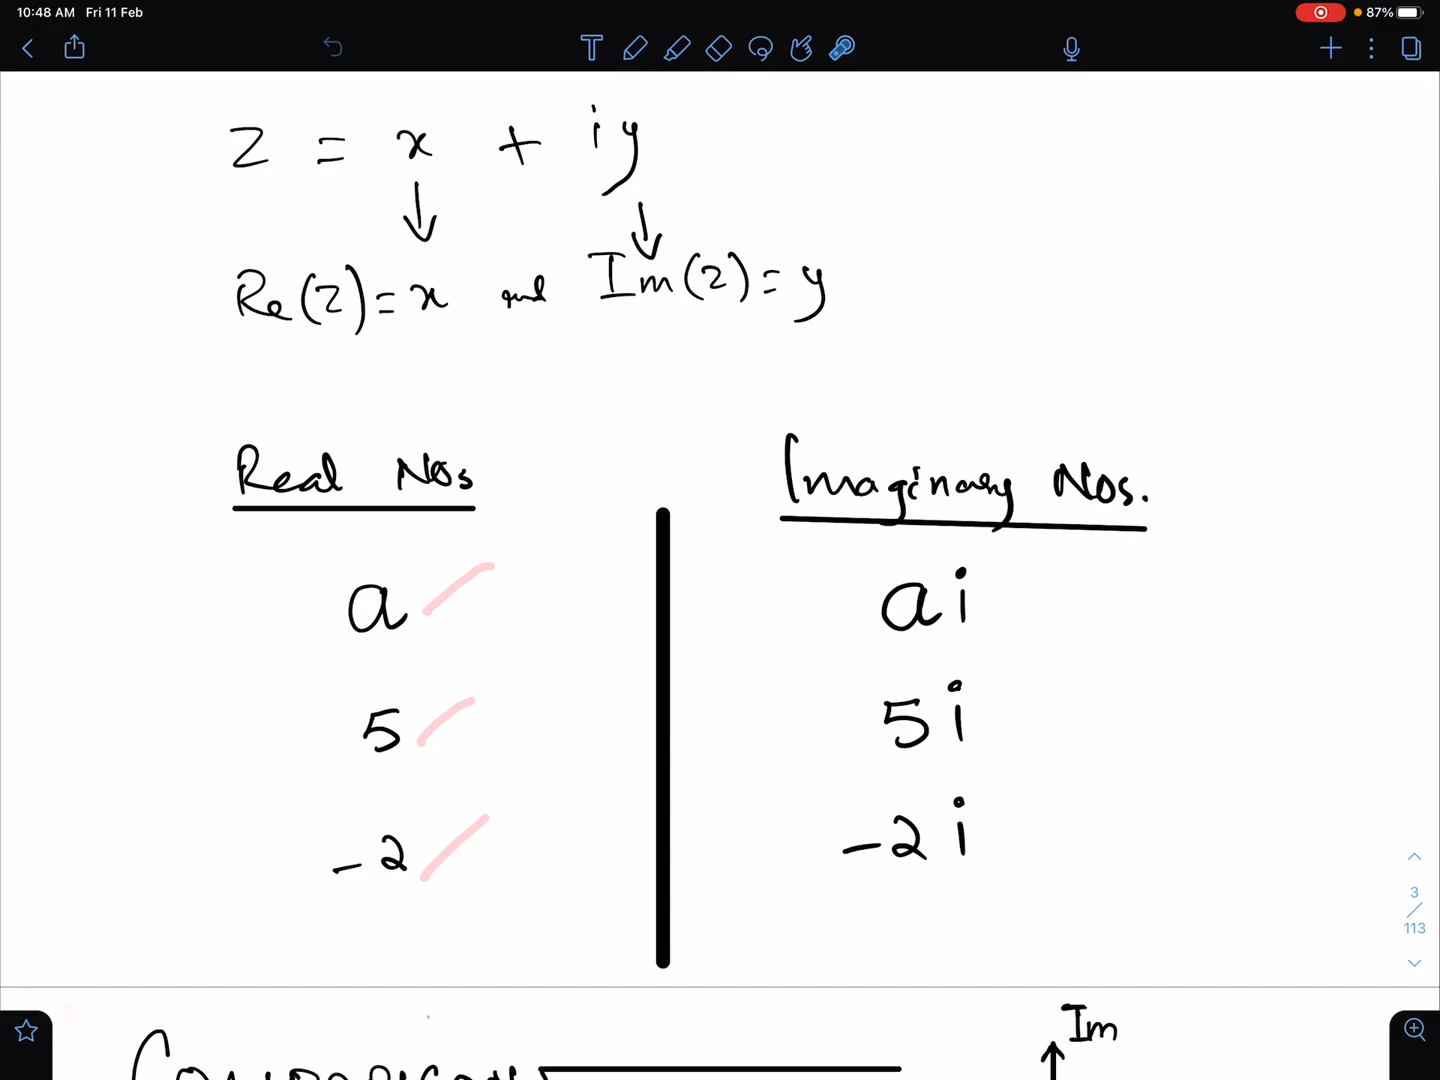 10:48 AM Fri 11 Feb 87%
T
z = x + iy
Re(z) = x and Im(z) = y
Real Nos Imaginary Nos.
a ai
5 5i
-2 -2i
3
/
113
Im
Comparison